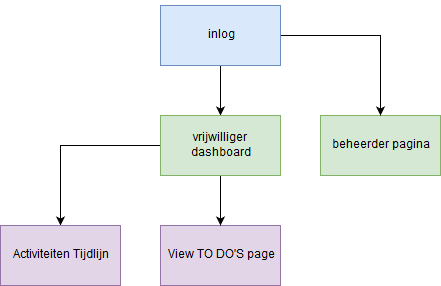 inlog
vrijwilliger
dashboard
beheerder pagina
Activiteiten Tijdlijn
View TO DO'S page